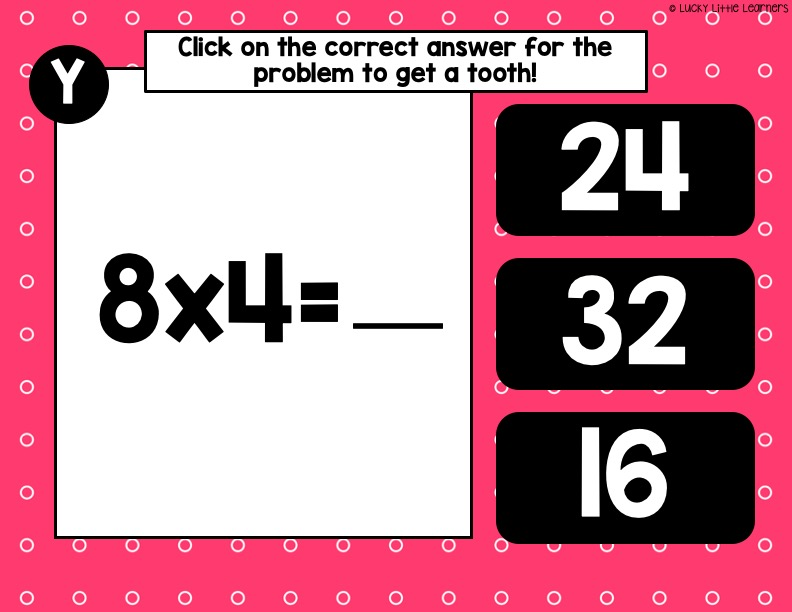 © Lucky Little Learners
Click on the correct answer for the
problem to get a tooth!
Y
8x4=__
24
32
16